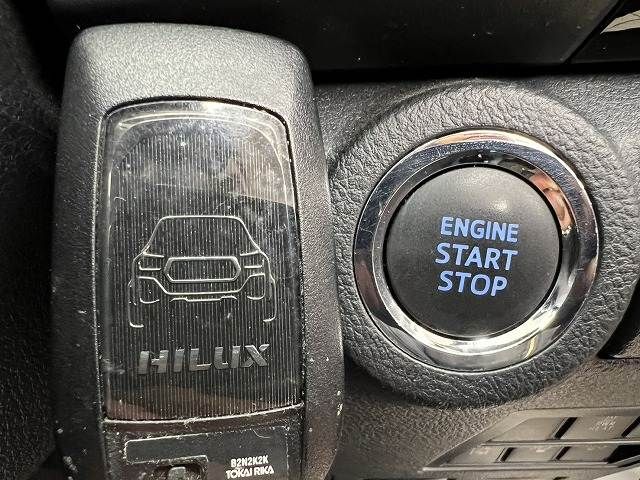 HILUX
B2N2K2K
TOKAI RIKA
ENGINE
START
STOP